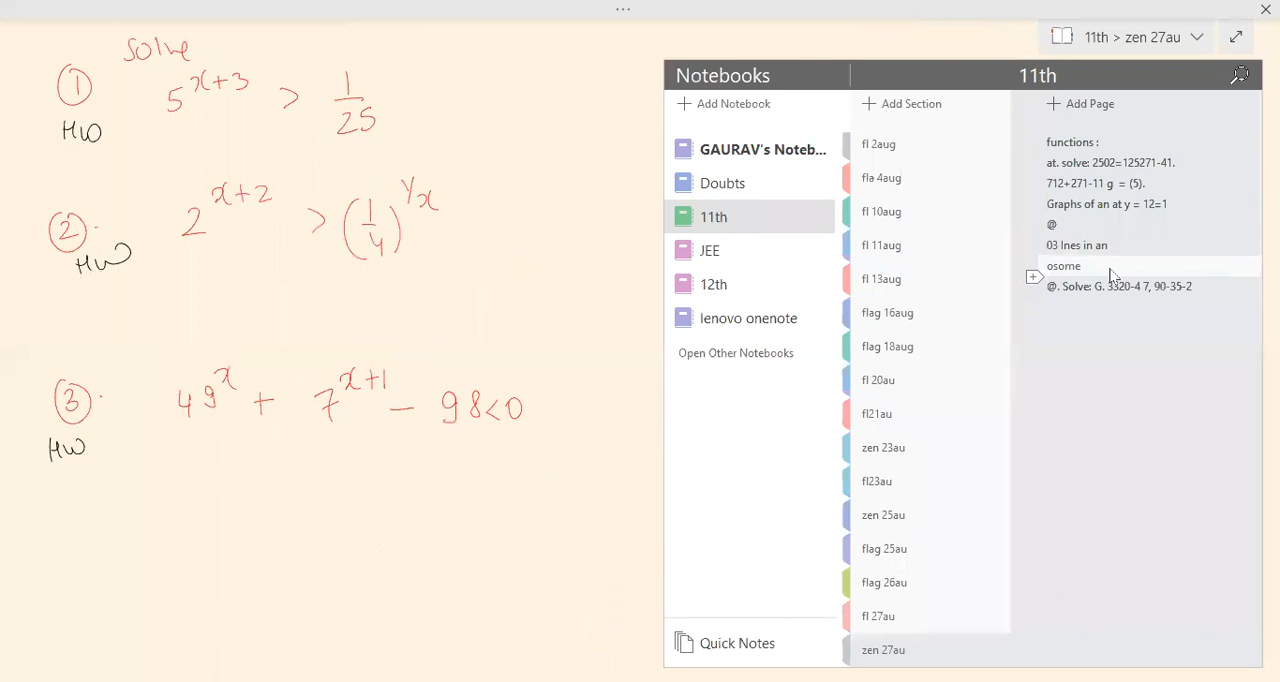 11th > zen 27au
Solve
① 5^{x+3} > 1/25
HW
② 2^{x+2} > (1/4)^{1/x}
HW
③ 49^x + 7^{x+1} - 98 < 0
HW
Notebooks
11th
+ Add Notebook
GAURAV's Noteb...
Doubts
11th
JEE
12th
lenovo onenote
Open Other Notebooks
Quick Notes
+ Add Section
fl 2aug
fla 4aug
fl 10aug
fl 11aug
fl 13aug
flag 16aug
flag 18aug
fl 20au
fl21au
zen 23au
fl23au
zen 25au
flag 25au
flag 26au
fl 27au
zen 27au
+ Add Page
functions :
at. solve: 2502=125271-41.
712+271-11 g = (5).
Graphs of an at y = 12=1
@
03 Ines in an
osome
@. Solve: G. 3320-4 7, 90-35-2